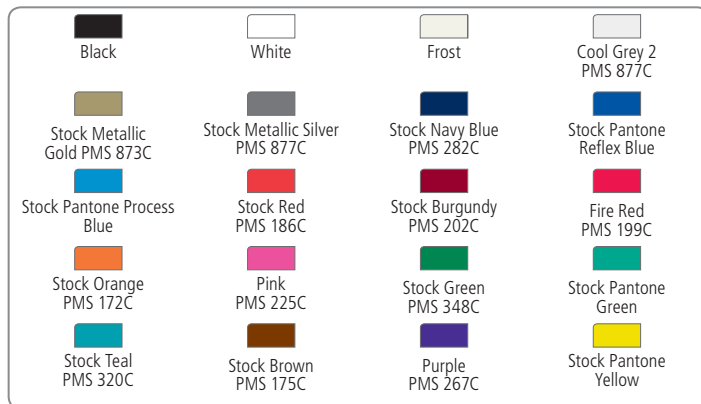 Black
White
Frost
Cool Grey 2
PMS 877C
Stock Metallic
Gold PMS 873C
Stock Metallic Silver
PMS 877C
Stock Navy Blue
PMS 282C
Stock Pantone
Reflex Blue
Stock Pantone Process
Blue
Stock Red
PMS 186C
Stock Burgundy
PMS 202C
Fire Red
PMS 199C
Stock Orange
PMS 172C
Pink
PMS 225C
Stock Green
PMS 348C
Stock Pantone
Green
Stock Teal
PMS 320C
Stock Brown
PMS 175C
Purple
PMS 267C
Stock Pantone
Yellow